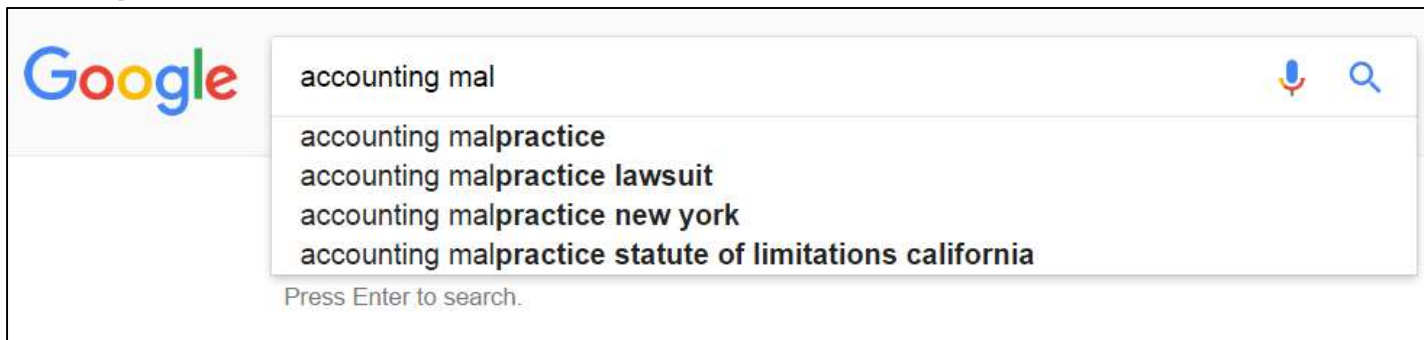 Google
accounting mal
accounting malpractice
accounting malpractice lawsuit
accounting malpractice new york
accounting malpractice statute of limitations california
Press Enter to search.